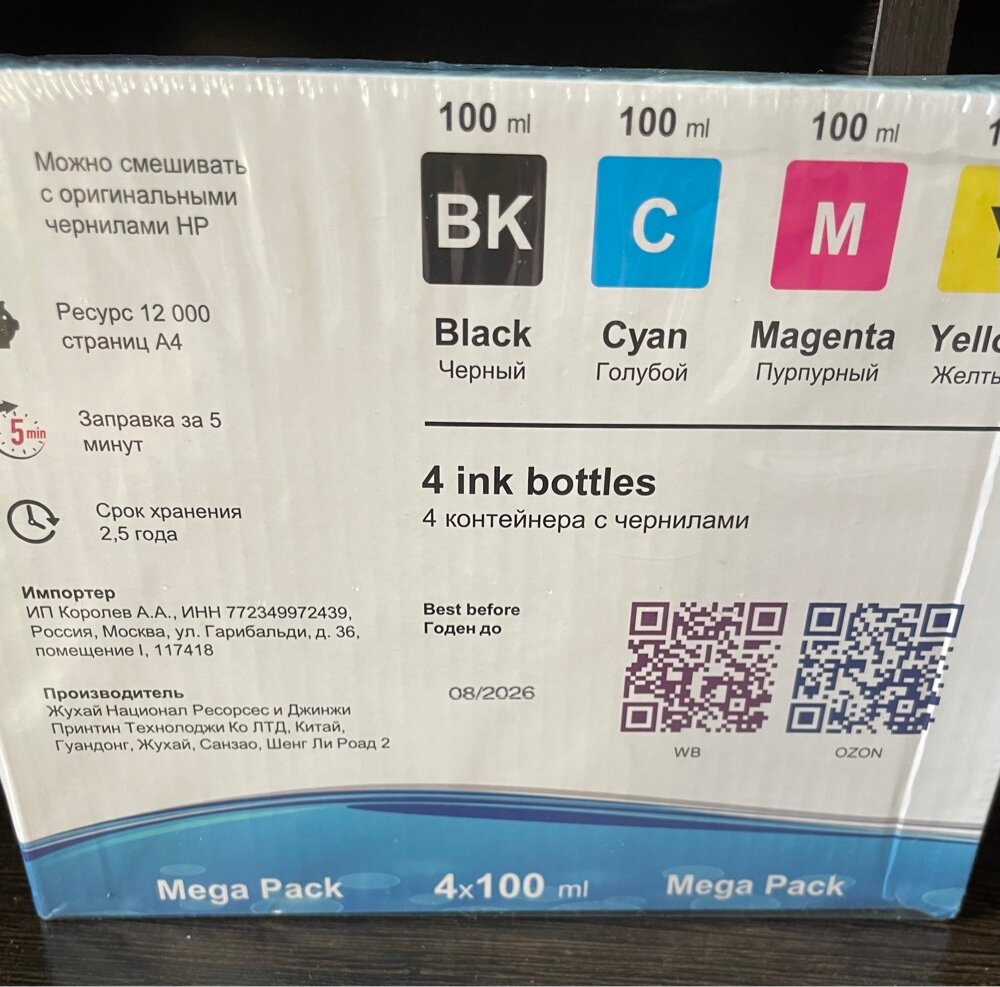 Можно смешивать
с оригинальными
чернилами HP
Ресурс 12 000
страниц А4
5 min
Заправка за 5
минут
Срок хранения
2,5 года
Импортер
ИП Королев А.А., ИНН 772349972439,
Россия, Москва, ул. Гарибальди, д. 36,
помещение I, 117418
Производитель
Жухай Национал Ресорсес и Джинжи
Принтин Технолоджи Ко ЛТД, Китай,
Гуандонг, Жухай, Санзао, Шенг Ли Роад 2
100 ml 100 ml 100 ml
BK C M Y
Black Cyan Magenta
Черный Голубой Пурпурный
4 ink bottles
4 контейнера с чернилами
Best before
Годен до
08/2026
WB OZON
Mega Pack 4x100 ml Mega Pack